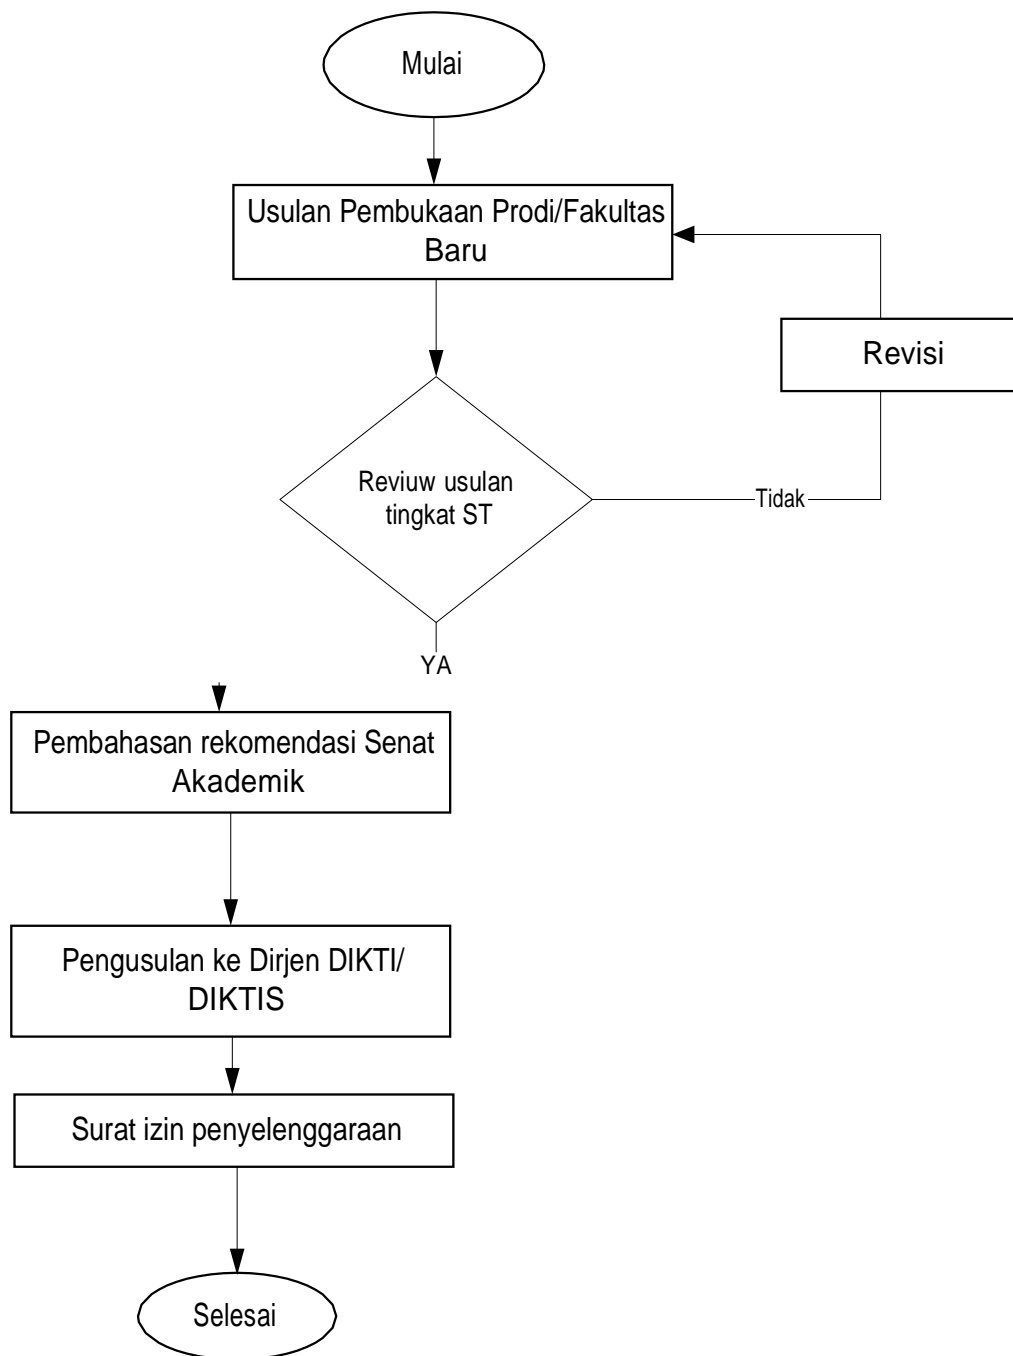 Mulai
Usulan Pembukaan Prodi/Fakultas
Baru
Revisi
Reviuw usulan
tingkat ST
Tidak
YA
Pembahasan rekomendasi Senat
Akademik
Pengusulan ke Dirjen DIKTI/
DIKTIS
Surat izin penyelenggaraan
Selesai